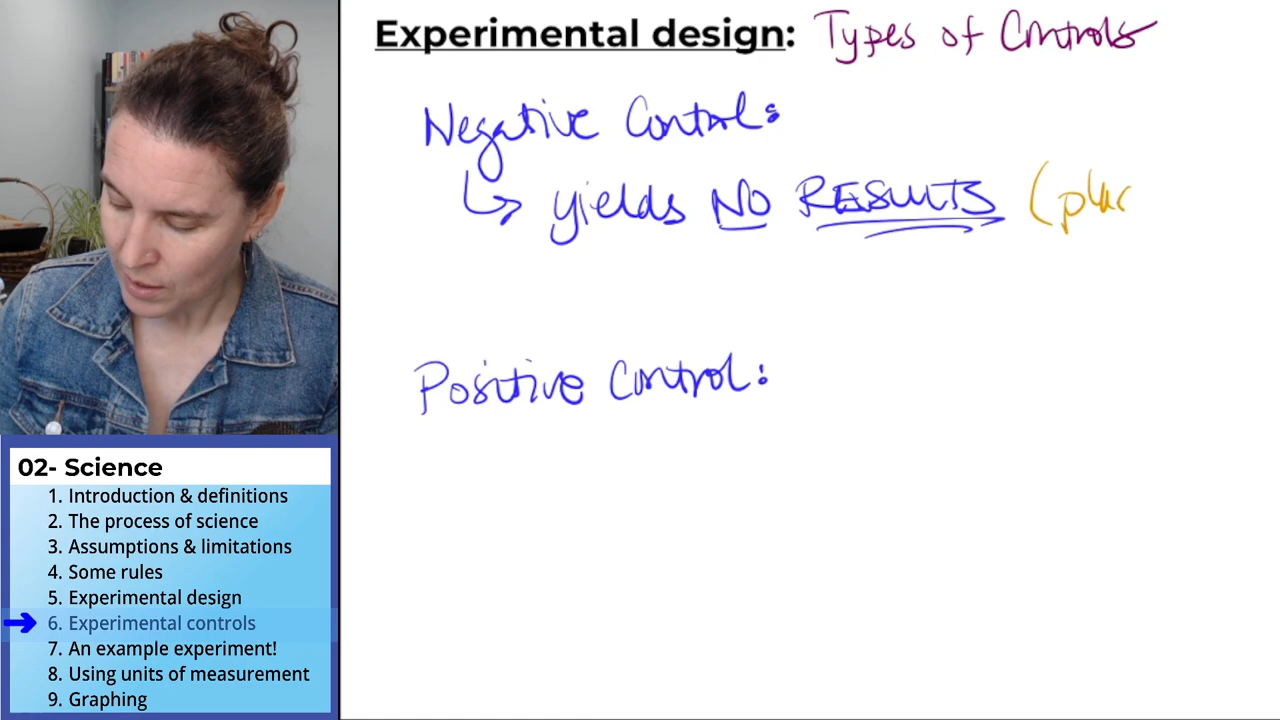 Experimental design: Types of Controls
Negative Control:
↳ yields NO RESULTS (plac
Positive Control:
02- Science
1. Introduction & definitions
2. The process of science
3. Assumptions & limitations
4. Some rules
5. Experimental design
6. Experimental controls
7. An example experiment!
8. Using units of measurement
9. Graphing